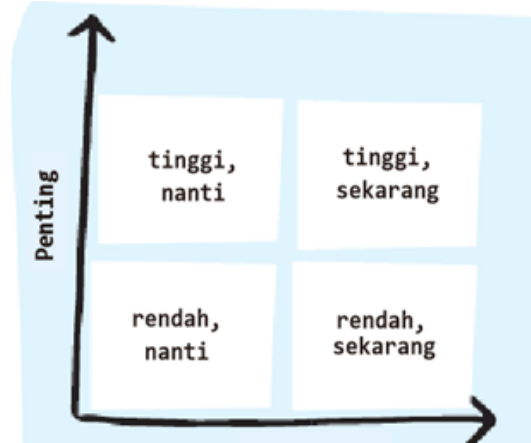 Penting
tinggi,
nanti
tinggi,
sekarang
rendah,
nanti
rendah,
sekarang